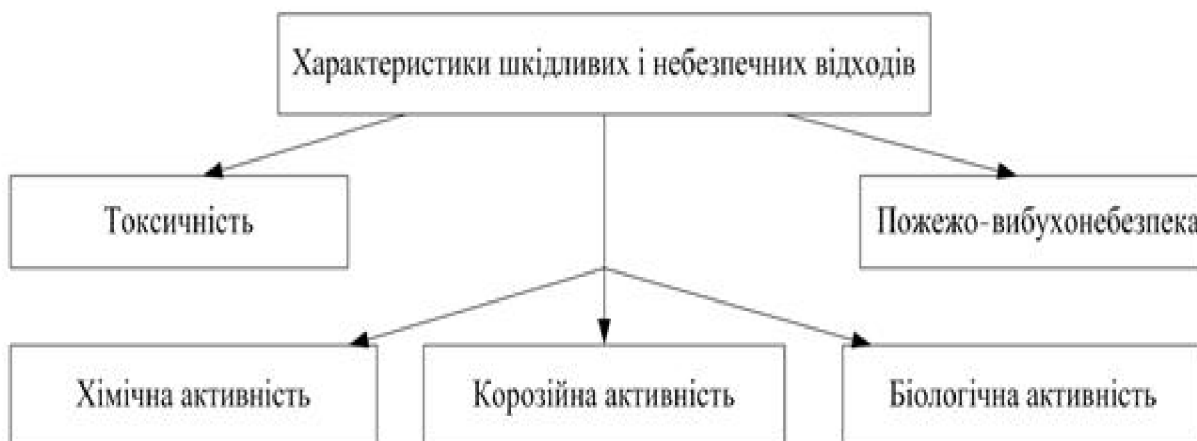 Характеристики шкідливих і небезпечних відходів
Токсичність
Пожежо-вибухонебезпека
Хімічна активність
Корозійна активність
Біологічна активність